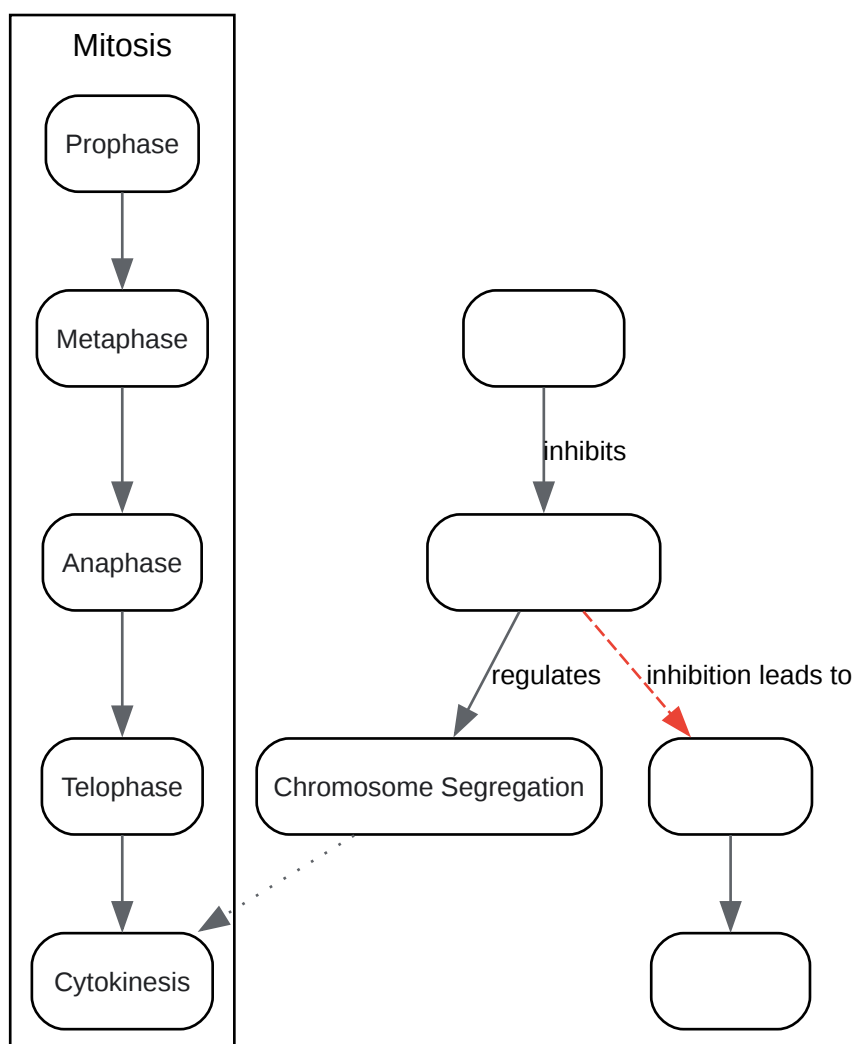 Mitosis
Prophase
Metaphase
inhibits
Anaphase
regulates
inhibition leads to
Telophase
Chromosome Segregation
Cytokinesis